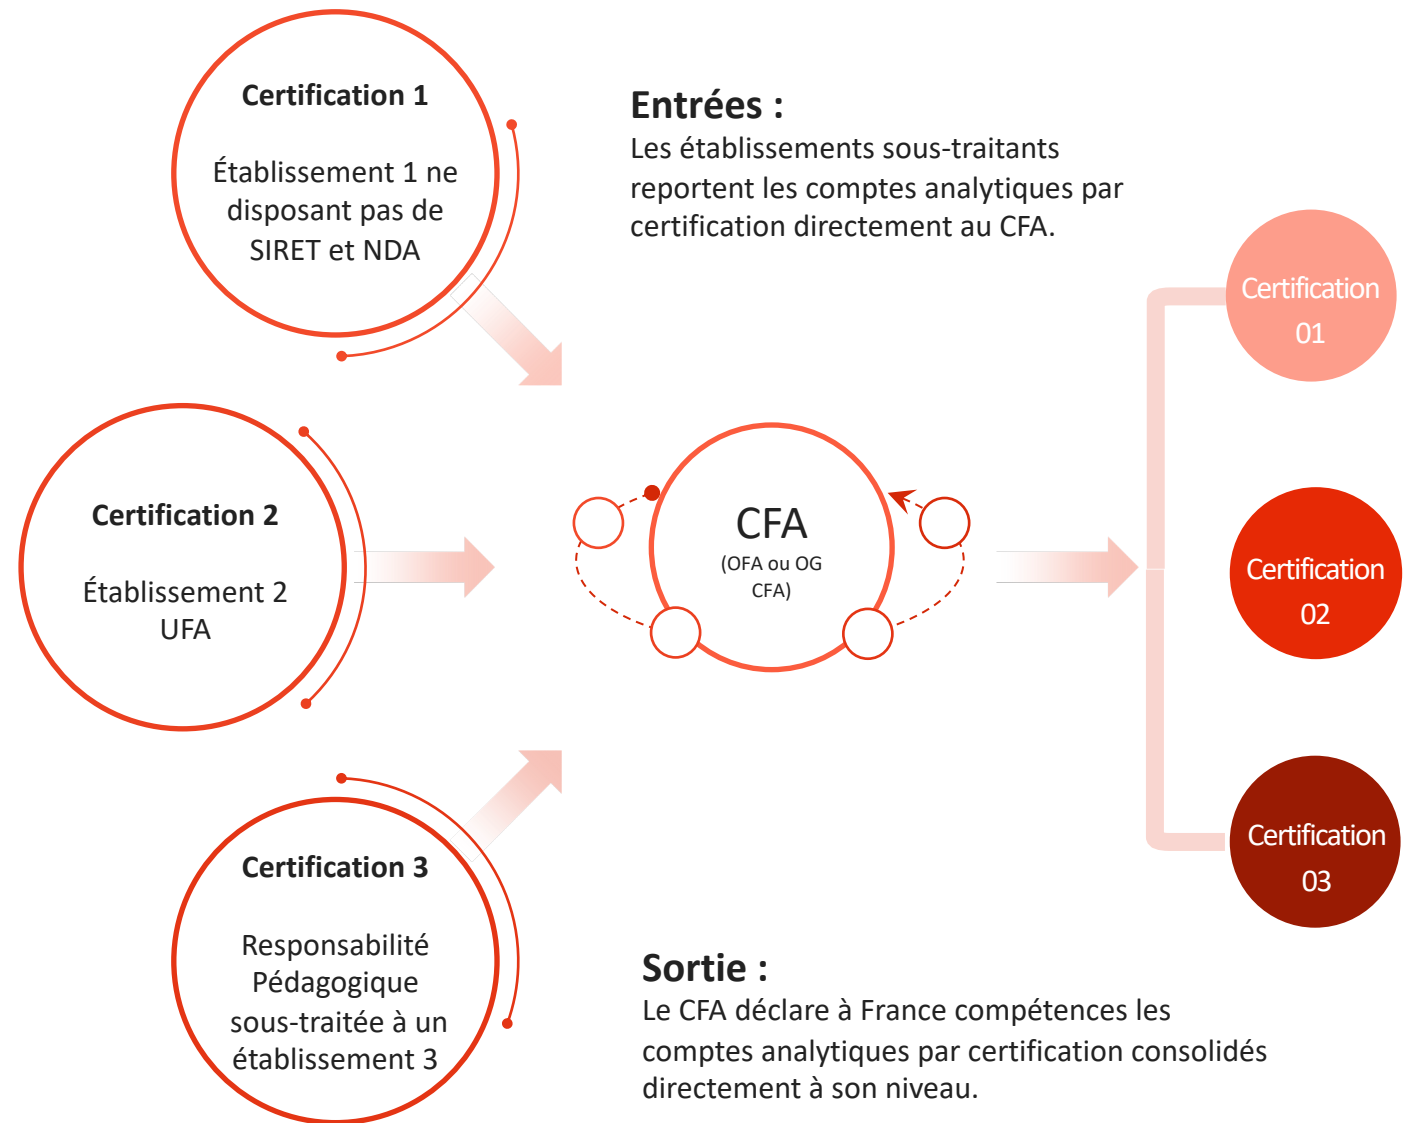 Certification 1
Établissement 1 ne
disposant pas de
SIRET et NDA
Entrées :
Les établissements sous-traitants
reportent les comptes analytiques par
certification directement au CFA.
Certification 2
Établissement 2
UFA
CFA
(OFA ou OG
CFA)
Certification
01
Certification
02
Certification
03
Certification 3
Responsabilité
Pédagogique
sous-traitée à un
établissement 3
Sortie :
Le CFA déclare à France compétences les
comptes analytiques par certification consolidés
directement à son niveau.